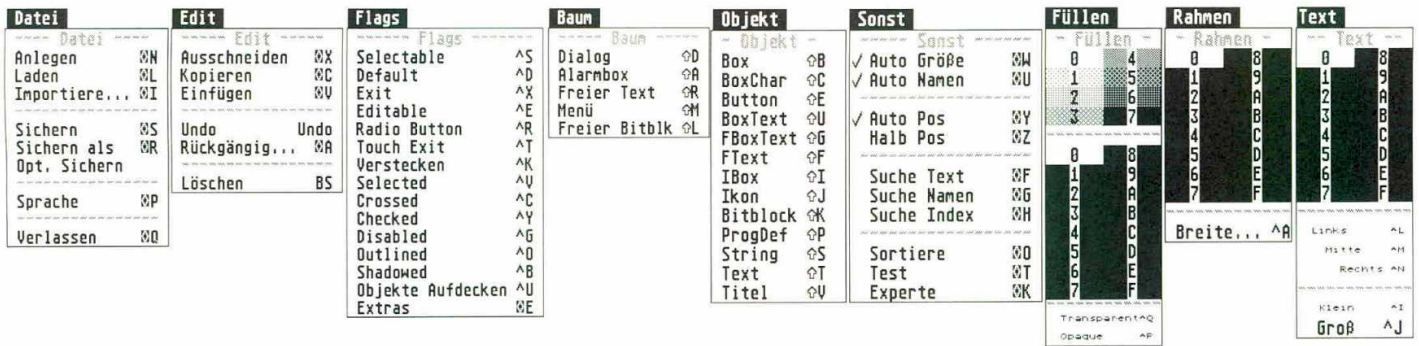 Datei
---- Datei ----
Anlegen ◊N
Laden ◊L
Importiere... ◊I
Sichern ◊S
Sichern als ◊R
Opt. Sichern
Sprache ◊P
Verlassen ◊Q
Edit
---- Edit ----
Ausschneiden ◊X
Kopieren ◊C
Einfügen ◊V
Undo Undo
Rückgängig... ◊A
Löschen BS
Flags
---- Flags ----
Selectable ^S
Default ^D
Exit ^X
Editable ^E
Radio Button ^R
Touch Exit ^T
Verstecken ^K
Selected ^V
Crossed ^C
Checked ^Y
Disabled ^G
Outlined ^O
Shadowed ^B
Objekte Aufdecken ^U
Extras ◊E
Baum
---- Baum ----
Dialog ⇧D
Alarmbox ⇧A
Freier Text ⇧R
Menü ⇧M
Freier Bitblk ⇧L
Objekt
- Objekt -
Box ⇧B
BoxChar ⇧C
Button ⇧E
BoxText ⇧U
FBoxText ⇧G
FText ⇧F
IBox ⇧I
Ikon ⇧J
Bitblock ⇧K
ProgDef ⇧P
String ⇧S
Text ⇧T
Titel ⇧V
Sonst
---- Sonst ----
✓ Auto Größe ◊W
✓ Auto Namen ◊U
✓ Auto Pos ◊Y
Halb Pos ◊Z
Suche Text ◊F
Suche Namen ◊G
Suche Index ◊H
Sortiere ◊O
Test ◊T
Experte ◊K
Füllen
- Füllen -
0 4
1 5
2 6
3 7
0 8
1 9
2 A
3 B
4 C
5 D
6 E
7 F
Transparent^Q
Opaque ^P
Rahmen
- Rahmen -
0 8
1 9
2 A
3 B
4 C
5 D
6 E
7 F
Breite... ^A
Text
-- Text --
0 8
1 9
2 A
3 B
4 C
5 D
6 E
7 F
Links ^L
Mitte ^M
Rechts ^N
Klein ^I
Groß ^J